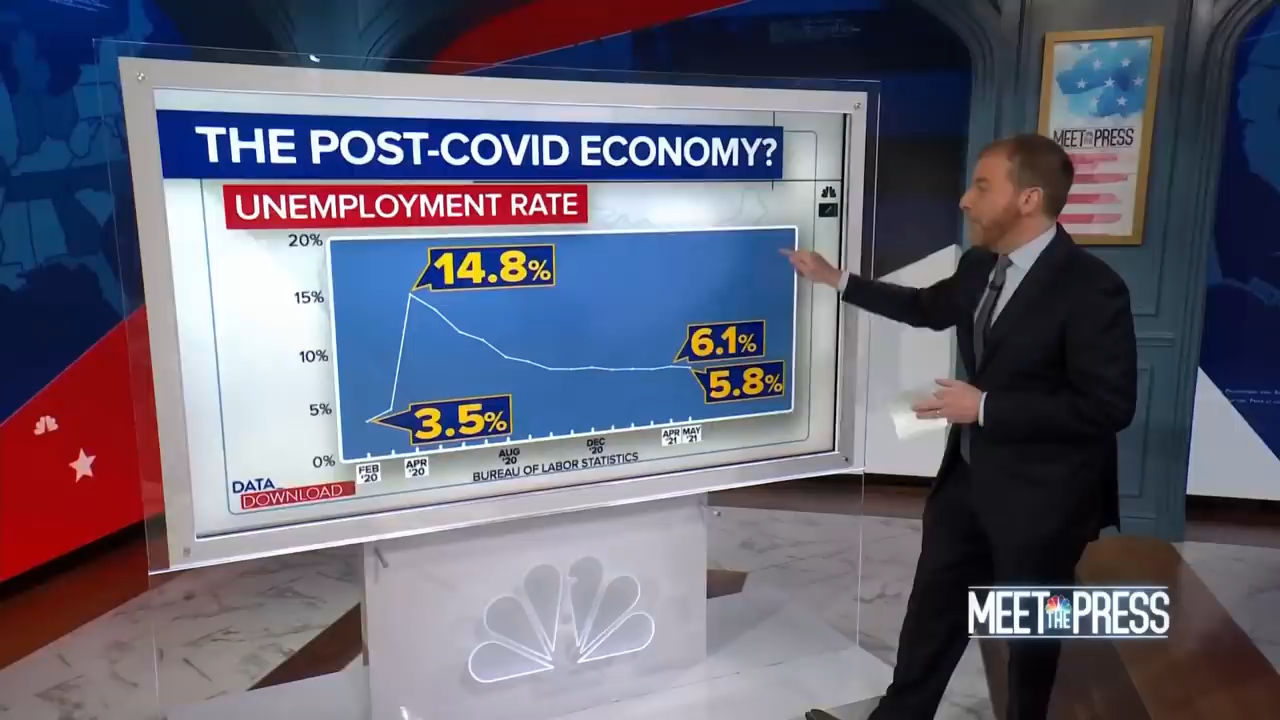 THE POST-COVID ECONOMY?
UNEMPLOYMENT RATE
20%
15%
10%
5%
0%
14.8%
3.5%
6.1%
5.8%
FEB '20
APR '20
AUG '20
DEC '20
APR '21
MAY '21
BUREAU OF LABOR STATISTICS
DATA
DOWNLOAD
MEET THE PRESS
MEET THE PRESS